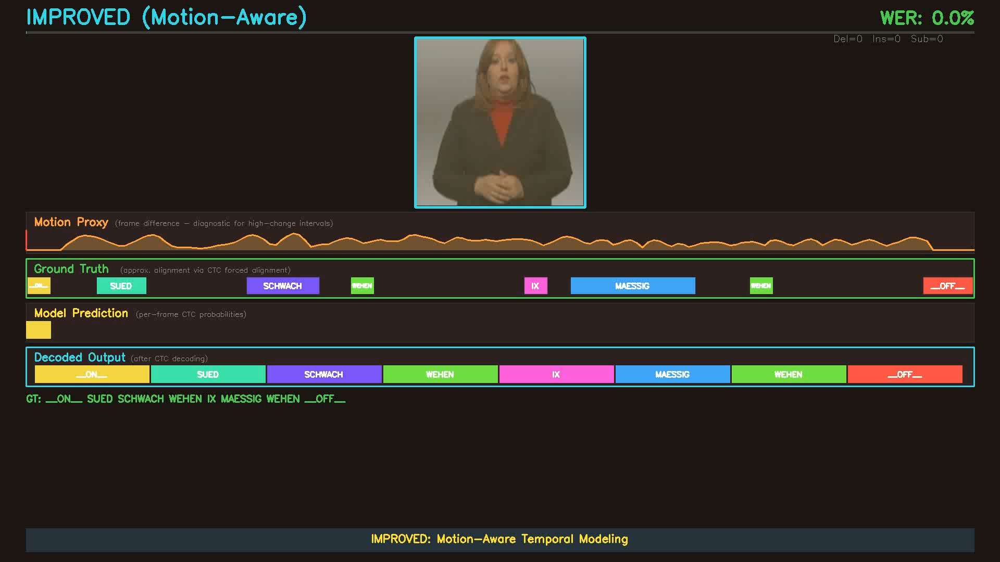 IMPROVED (Motion-Aware)
WER: 0.0%
Del=0 Ins=0 Sub=0
Motion Proxy (frame difference - diagnostic for high-change intervals)
Ground Truth (approx. alignment via CTC forced alignment)
__ON__ SUED SCHWACH WEHEN IX MAESSIG WEHEN __OFF__
Model Prediction (per-frame CTC probabilities)
Decoded Output (after CTC decoding)
__ON__ SUED SCHWACH WEHEN IX MAESSIG WEHEN __OFF__
GT: __ON__ SUED SCHWACH WEHEN IX MAESSIG WEHEN __OFF__
IMPROVED: Motion-Aware Temporal Modeling